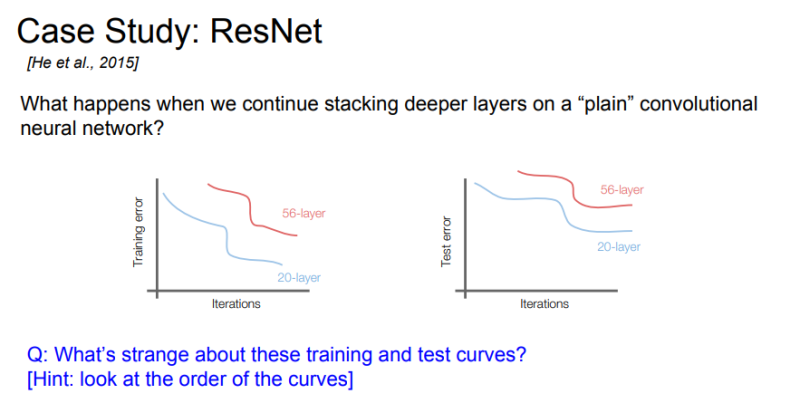 Case Study: ResNet
[He et al., 2015]
What happens when we continue stacking deeper layers on a “plain” convolutional
neural network?
Training error
56-layer
20-layer
Iterations
Test error
56-layer
20-layer
Iterations
Q: What’s strange about these training and test curves?
[Hint: look at the order of the curves]